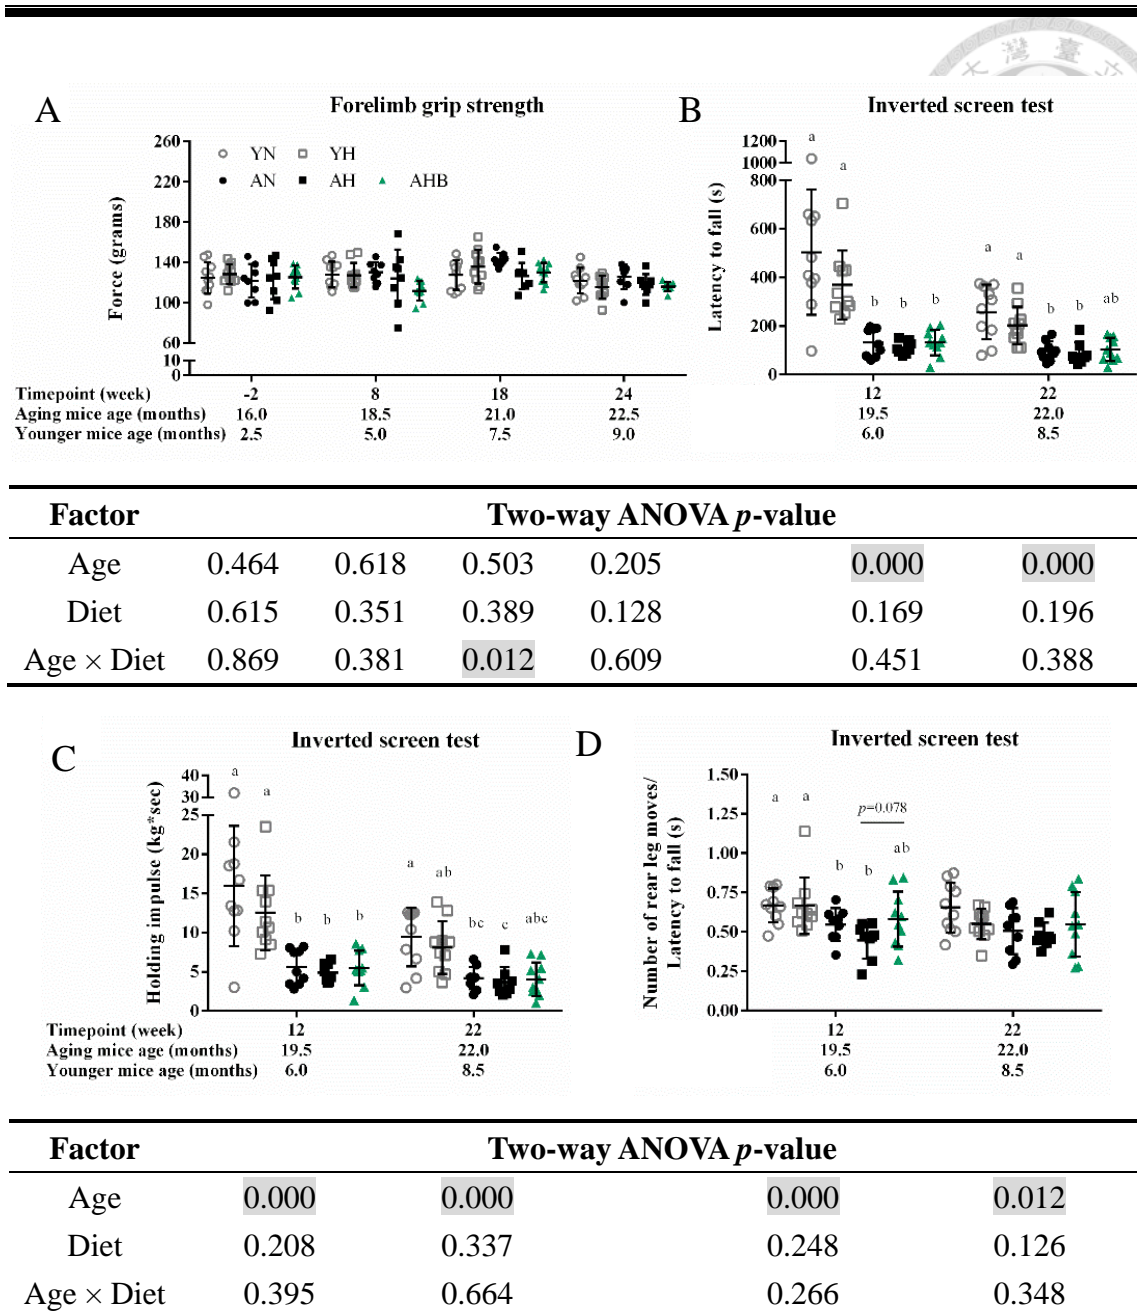 大 灣 臺
A
Forelimb grip strength
Force (grams)
260
220
180
140
100
60
10
0
YN YH
AN AH AHB
Timepoint (week) -2 8 18 24
Aging mice age (months) 16.0 18.5 21.0 22.5
Younger mice age (months) 2.5 5.0 7.5 9.0
B
Inverted screen test
Latency to fall (s)
1200
1000
800
600
400
200
0
a a
b b b
a a
b b ab
12 22
19.5 22.0
6.0 8.5
Factor Two-way ANOVA p-value
Age 0.464 0.618 0.503 0.205 0.000 0.000
Diet 0.615 0.351 0.389 0.128 0.169 0.196
Age × Diet 0.869 0.381 0.012 0.609 0.451 0.388
C
Inverted screen test
Holding impulse (kg*sec)
40
30
25
20
15
10
5
0
a a
b b b
a ab
bc c abc
Timepoint (week) 12 22
Aging mice age (months) 19.5 22.0
Younger mice age (months) 6.0 8.5
D
Inverted screen test
Number of rear leg moves/
Latency to fall (s)
1.50
1.25
1.00
0.75
0.50
0.25
0.00
a a
p=0.078
b b ab
12 22
19.5 22.0
6.0 8.5
Factor Two-way ANOVA p-value
Age 0.000 0.000 0.000 0.012
Diet 0.208 0.337 0.248 0.126
Age × Diet 0.395 0.664 0.266 0.348